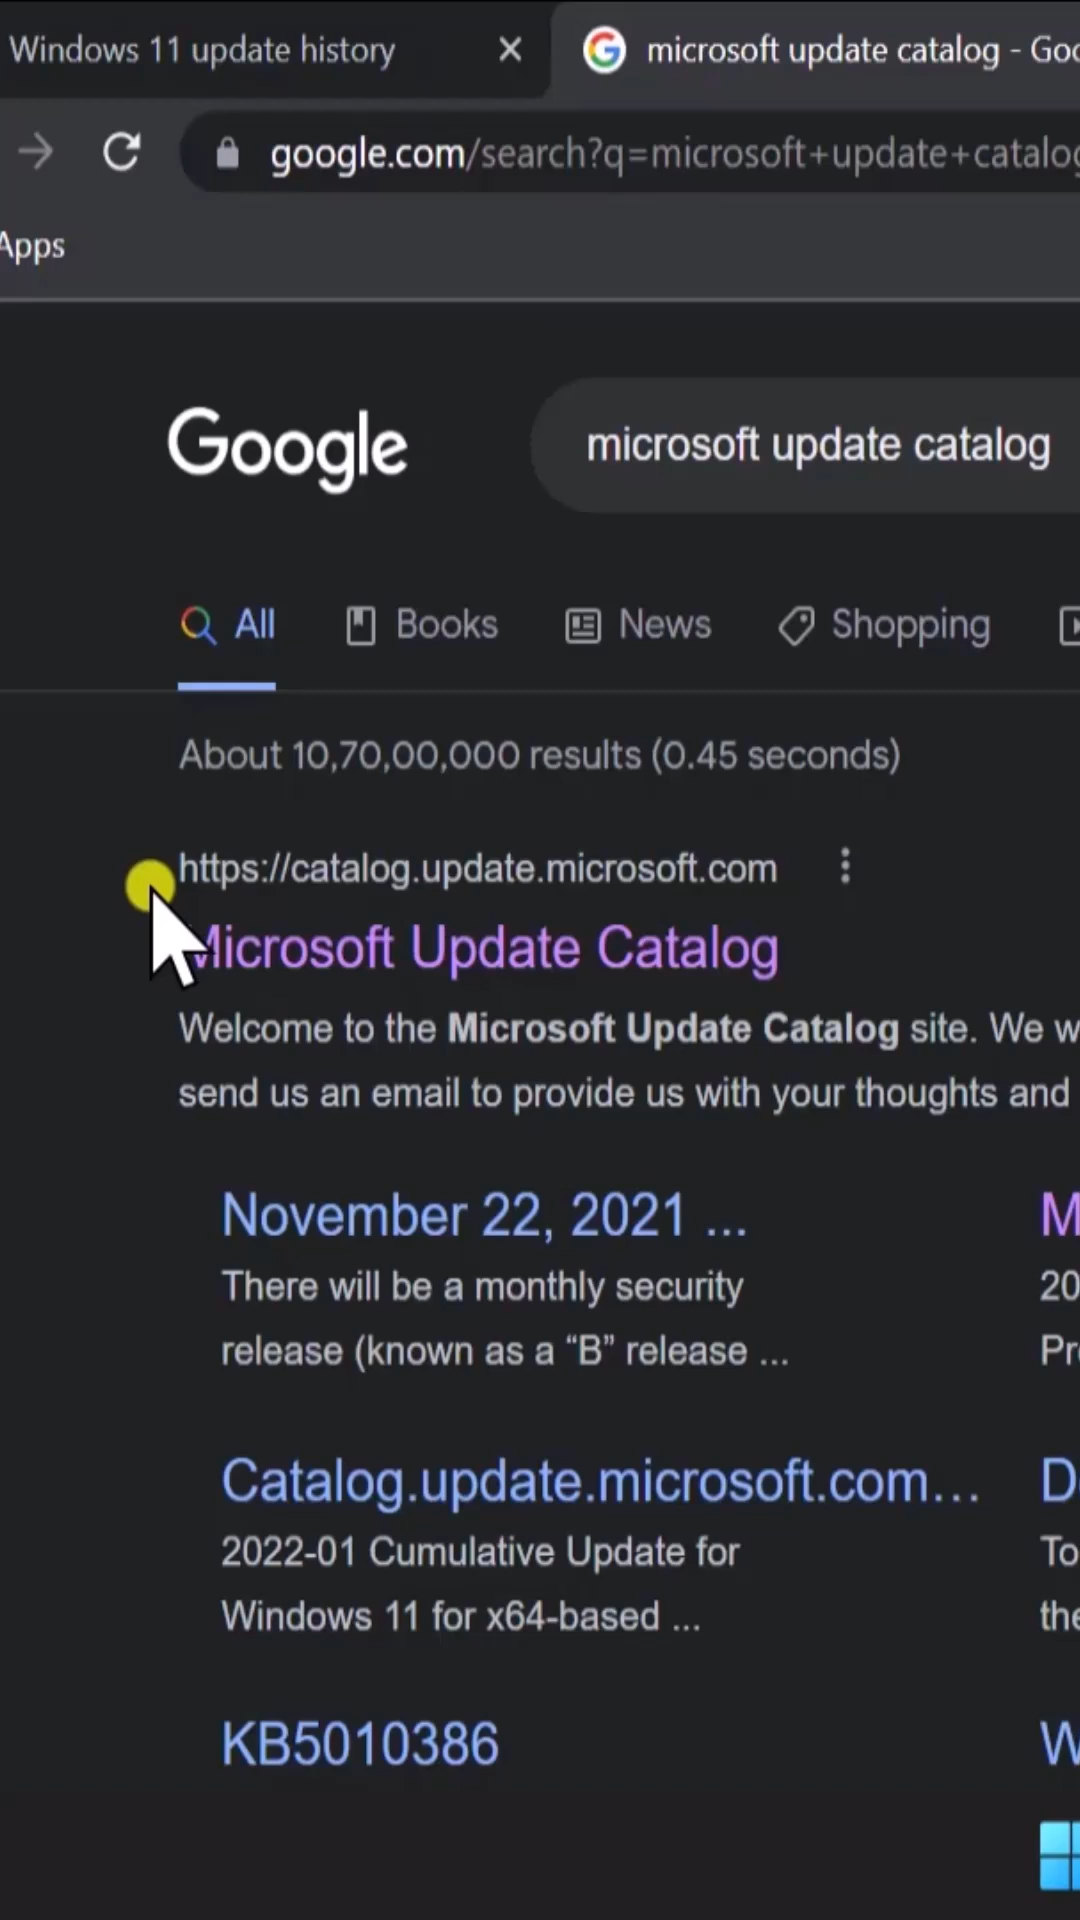 Windows 11 update history
microsoft update catalog - Goo
google.com/search?q=microsoft+update+catalog
Apps
Google
microsoft update catalog
All Books News Shopping
About 10,70,00,000 results (0.45 seconds)
https://catalog.update.microsoft.com
Microsoft Update Catalog
Welcome to the Microsoft Update Catalog site. We w
send us an email to provide us with your thoughts and
November 22, 2021 ...
There will be a monthly security
release (known as a “B” release ...
M
20
Pr
Catalog.update.microsoft.com...
2022-01 Cumulative Update for
Windows 11 for x64-based ...
D
To
the
KB5010386
W